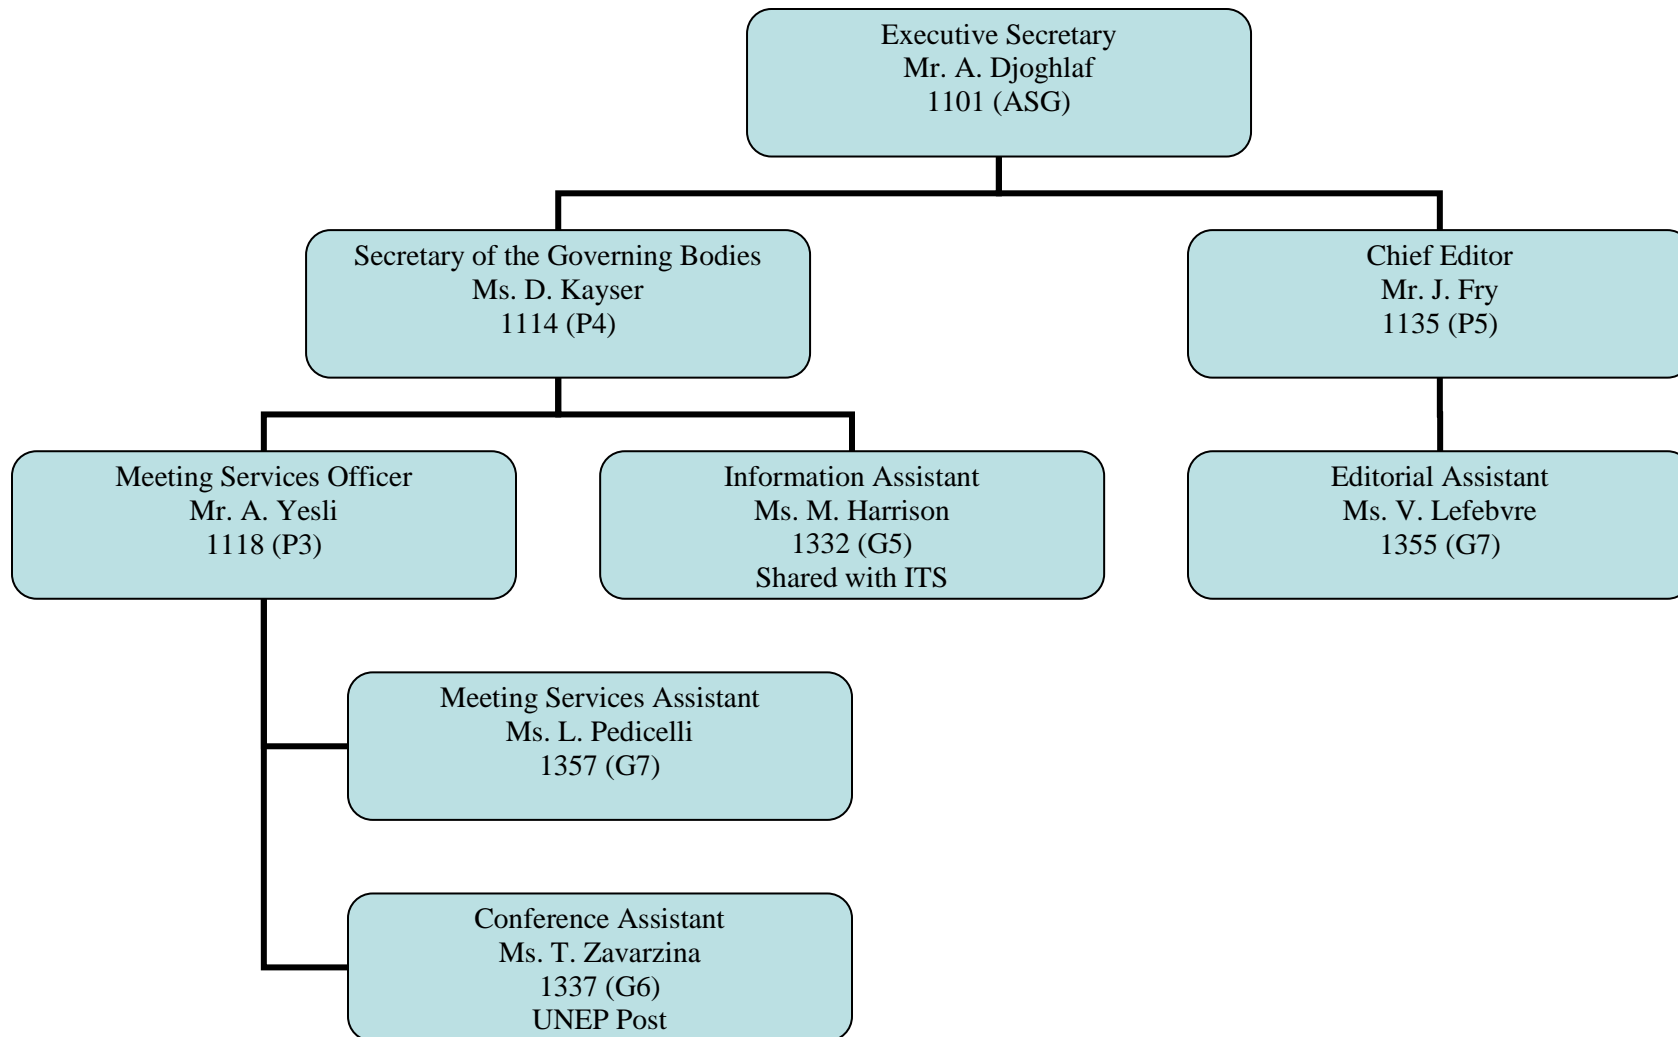 Executive Secretary
Mr. A. Djoghlaf
1101 (ASG)
Secretary of the Governing Bodies
Ms. D. Kayser
1114 (P4)
Chief Editor
Mr. J. Fry
1135 (P5)
Meeting Services Officer
Mr. A. Yesli
1118 (P3)
Information Assistant
Ms. M. Harrison
1332 (G5)
Shared with ITS
Editorial Assistant
Ms. V. Lefebvre
1355 (G7)
Meeting Services Assistant
Ms. L. Pedicelli
1357 (G7)
Conference Assistant
Ms. T. Zavarzina
1337 (G6)
UNEP Post